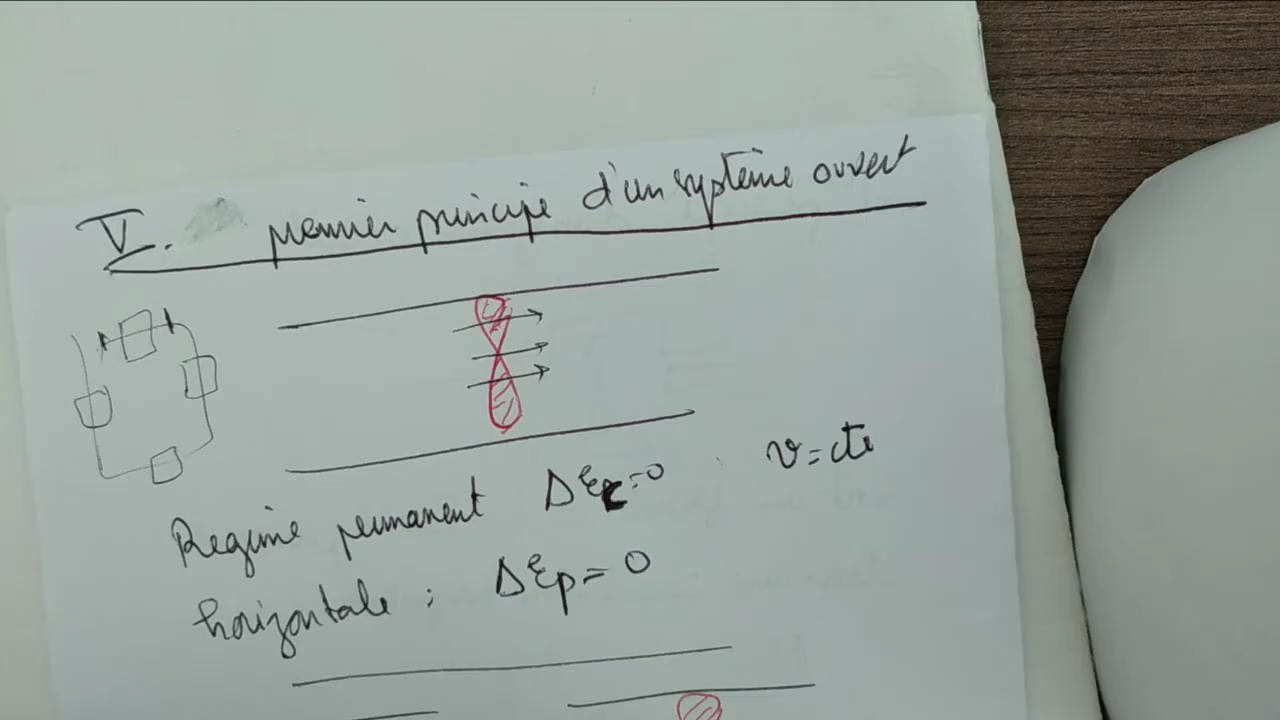 V. premier principe d'un système ouvert
Regime permanent ΔEc=0 v=cte
horizontale : ΔEp=0